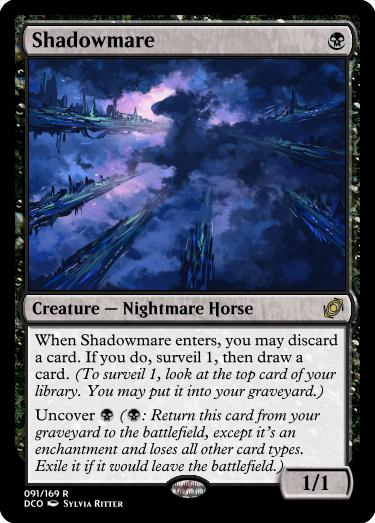 Shadowmare
Creature — Nightmare Horse
When Shadowmare enters, you may discard
a card. If you do, surveil 1, then draw a
card. (To surveil 1, look at the top card of your
library. You may put it into your graveyard.)
Uncover (: Return this card from your
graveyard to the battlefield, except it's an
enchantment and loses all other card types.
Exile it if it would leave the battlefield.)
1/1
091/169 R
DCO SYLVIA RITTER